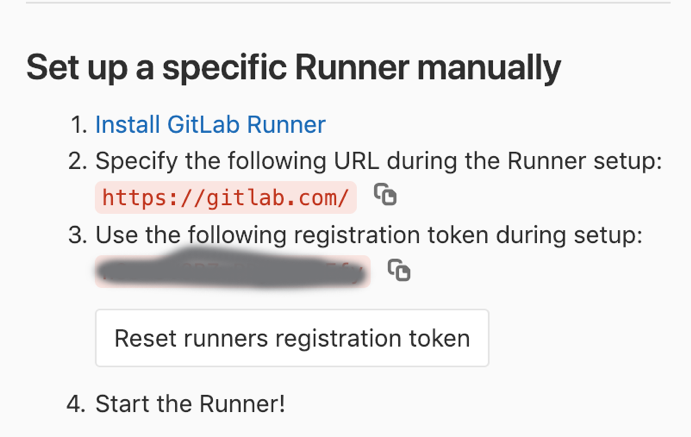 Set up a specific Runner manually
1. Install GitLab Runner
2. Specify the following URL during the Runner setup:
https://gitlab.com/
3. Use the following registration token during setup:
Reset runners registration token
4. Start the Runner!